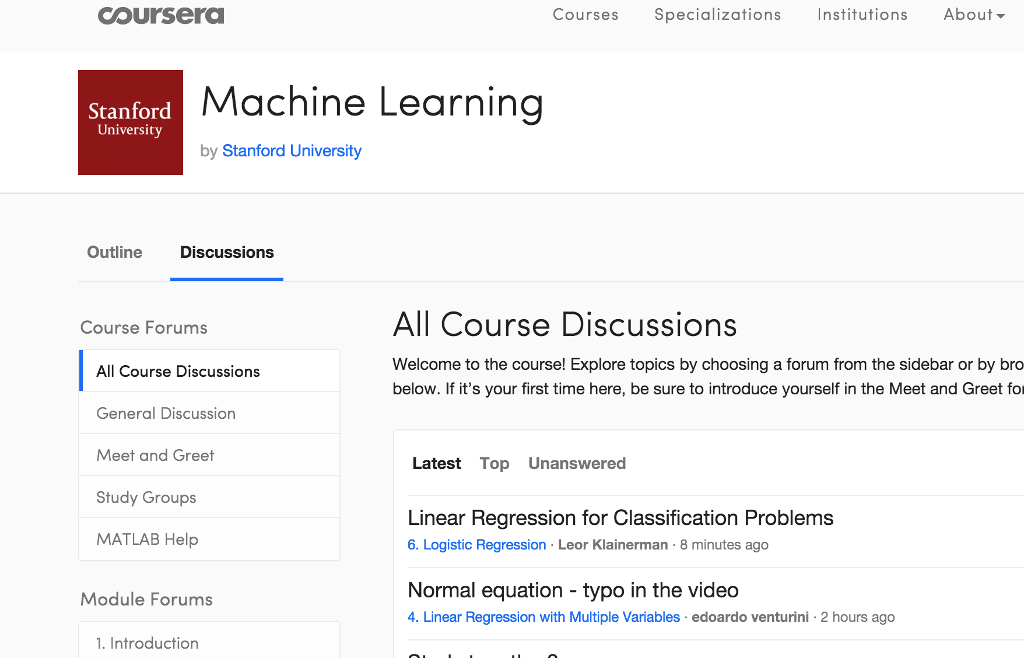 coursera
Courses Specializations Institutions About
Stanford
University
Machine Learning
by Stanford University
Outline Discussions
Course Forums
All Course Discussions
General Discussion
Meet and Greet
Study Groups
MATLAB Help
Module Forums
1. Introduction
All Course Discussions
Welcome to the course! Explore topics by choosing a forum from the sidebar or by bro
below. If it's your first time here, be sure to introduce yourself in the Meet and Greet for
Latest Top Unanswered
Linear Regression for Classification Problems
6. Logistic Regression · Leor Klainerman · 8 minutes ago
Normal equation - typo in the video
4. Linear Regression with Multiple Variables · edoardo venturini · 2 hours ago